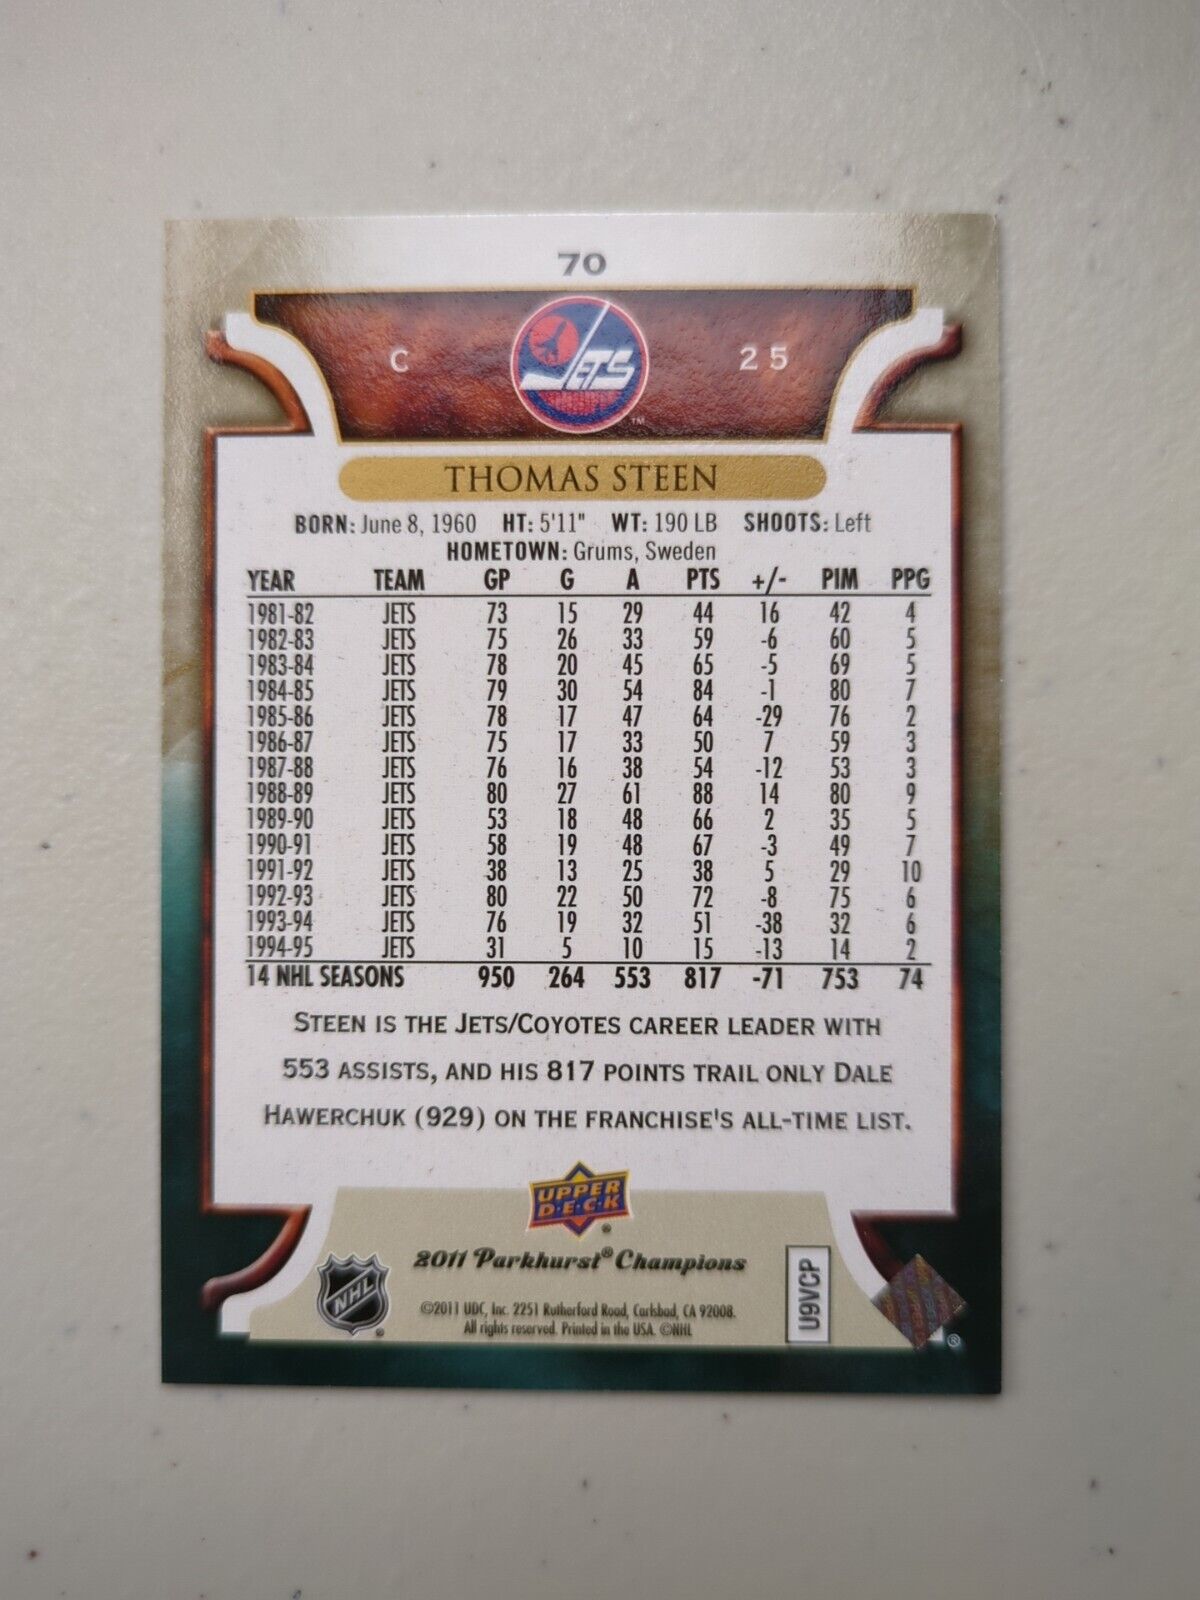 70
C JETS 25
TM
THOMAS STEEN
BORN: June 8, 1960 HT: 5'11" WT: 190 LB SHOOTS: Left
HOMETOWN: Grums, Sweden
YEAR TEAM GP G A PTS +/- PIM PPG
1981-82 JETS 73 15 29 44 16 42 4
1982-83 JETS 75 26 33 59 -6 60 5
1983-84 JETS 78 20 45 65 -5 69 5
1984-85 JETS 79 30 54 84 -1 80 7
1985-86 JETS 78 17 47 64 -29 76 2
1986-87 JETS 75 17 33 50 7 59 3
1987-88 JETS 76 16 38 54 -12 53 3
1988-89 JETS 80 27 61 88 14 80 9
1989-90 JETS 53 18 48 66 2 35 5
1990-91 JETS 58 19 48 67 -3 49 7
1991-92 JETS 38 13 25 38 5 29 10
1992-93 JETS 80 22 50 72 -8 75 6
1993-94 JETS 76 19 32 51 -38 32 6
1994-95 JETS 31 5 10 15 -13 14 2
14 NHL SEASONS 950 264 553 817 -71 753 74
STEEN IS THE JETS/COYOTES CAREER LEADER WITH
553 ASSISTS, AND HIS 817 POINTS TRAIL ONLY DALE
HAWERCHUK (929) ON THE FRANCHISE'S ALL-TIME LIST.
UPPER
D·E·C·K
®
2011 Parkhurst® Champions
NHL ®
©2011 UDC, Inc. 2251 Rutherford Road, Carlsbad, CA 92008.
All rights reserved. Printed in the USA. ©NHL
U9VCP
®